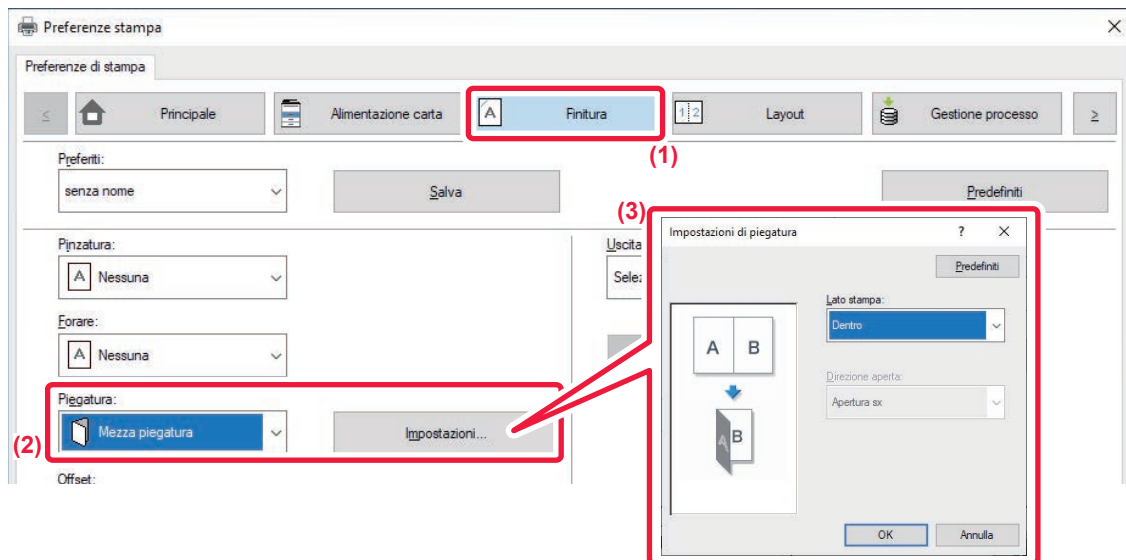 Preferenze stampa
Preferenze di stampa
≤ Principale Alimentazione carta A Finitura 1 2 Layout Gestione processo ≥
(1)
Preferiti:
senza nome Salva Predefiniti
(3)
Impostazioni di piegatura ?
Predefiniti
Pinzatura:
A Nessuna
Uscita
Lato stampa:
Dentro
Forare:
A Nessuna
A B
Direzione aperta:
Apertura sx
A B
Piegatura:
(2)
Mezza piegatura Impostazioni...
Offset:
OK Annulla